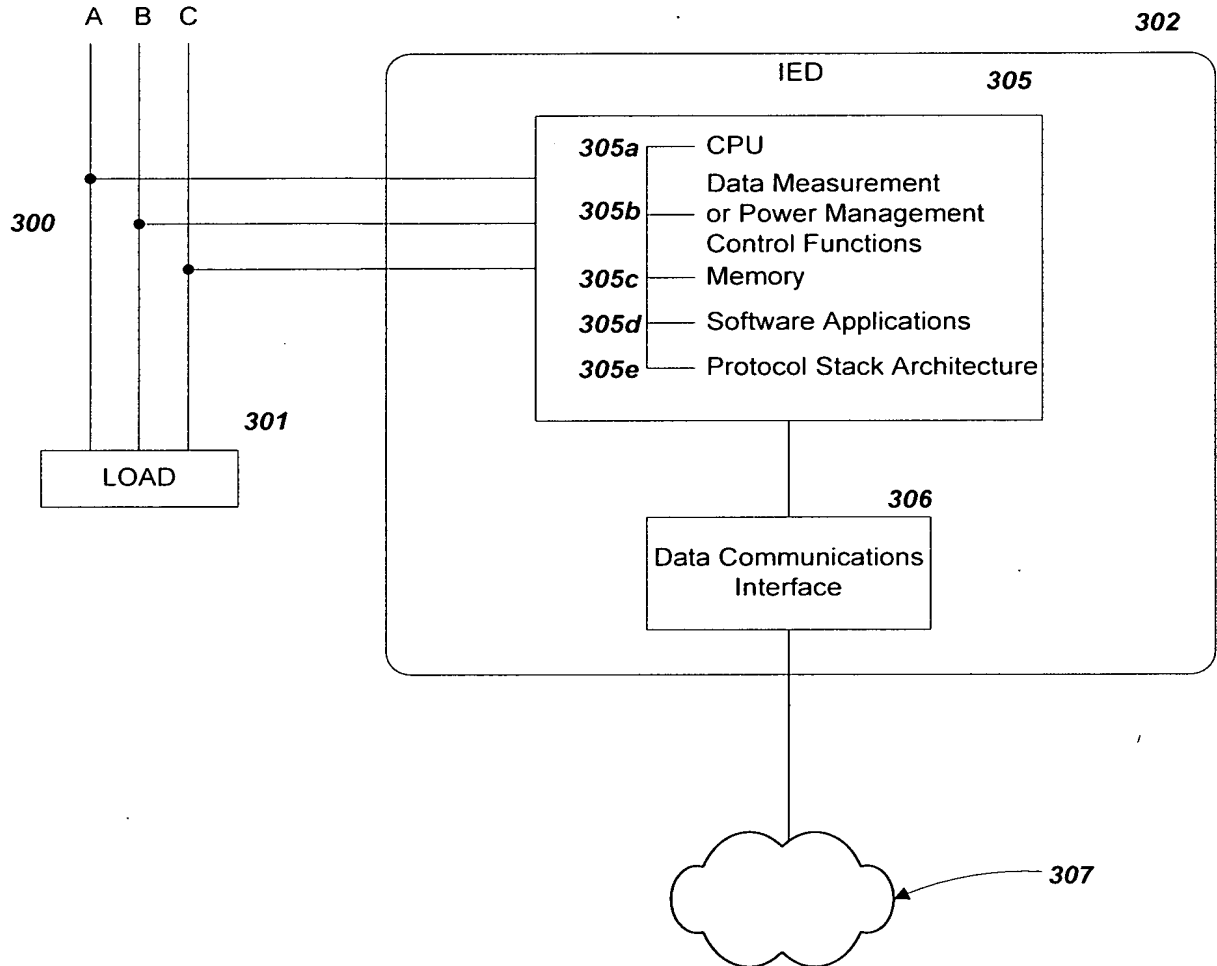 A B C
302
IED
305
305a CPU
305b Data Measurement
or Power Management
Control Functions
305c Memory
305d Software Applications
305e Protocol Stack Architecture
300
301
LOAD
306
Data Communications
Interface
307